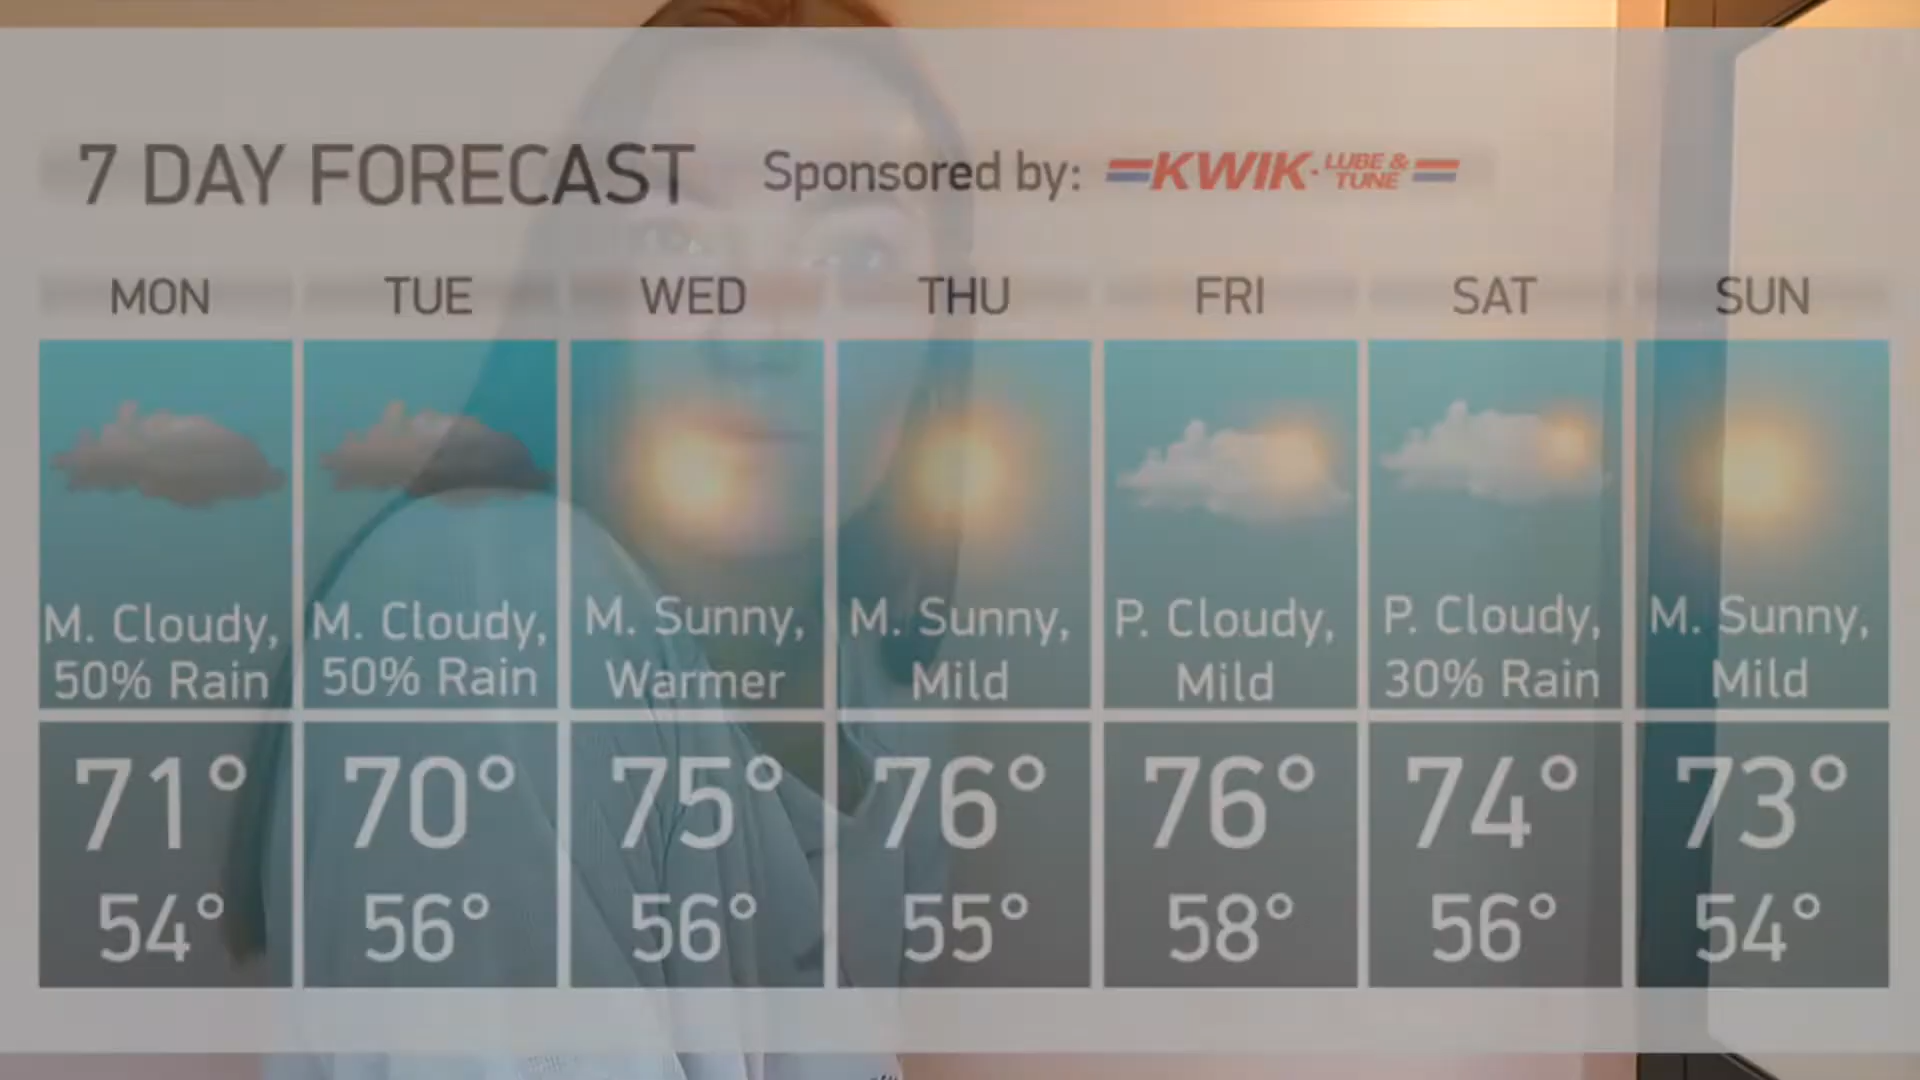 7 DAY FORECAST
Sponsored by: KWIK· LUBE & TUNE
MON TUE WED THU FRI SAT SUN
M. Cloudy, 50% Rain
M. Cloudy, 50% Rain
M. Sunny, Warmer
M. Sunny, Mild
P. Cloudy, Mild
P. Cloudy, 30% Rain
M. Sunny, Mild
71° 70° 75° 76° 76° 74° 73°
54° 56° 56° 55° 58° 56° 54°